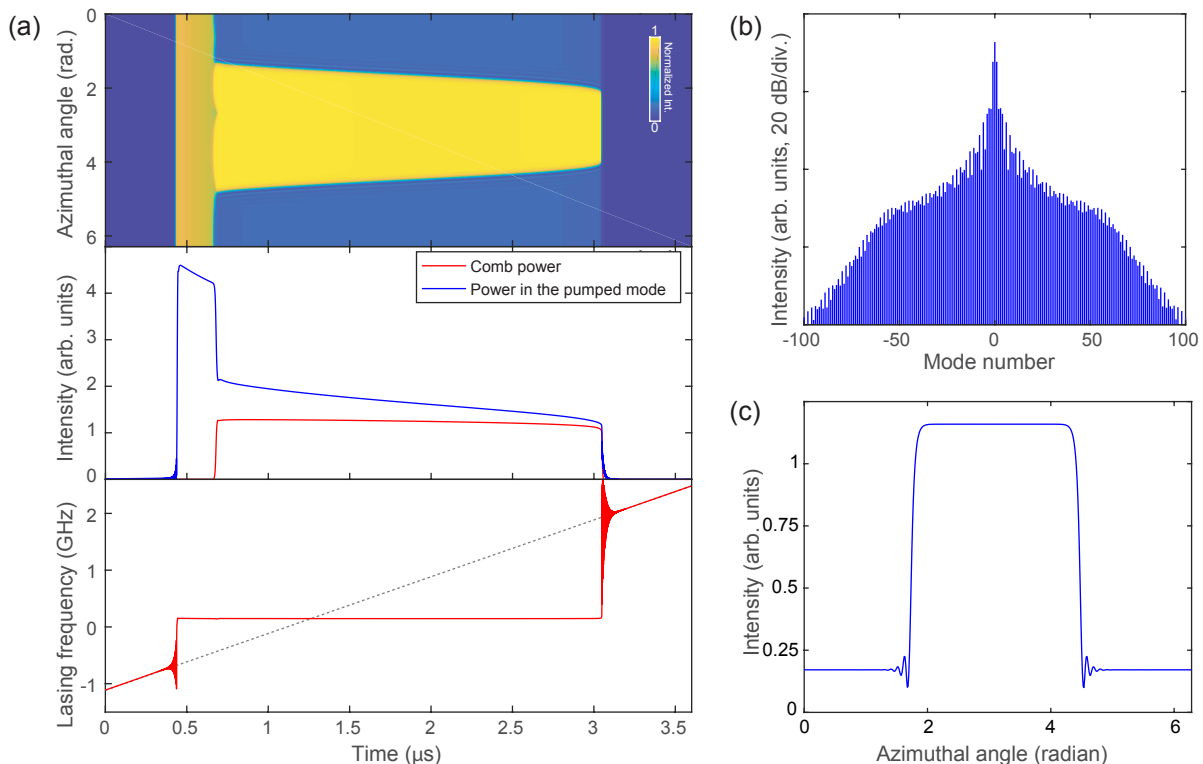 (a)
0
2
4
6
Azimuthal angle (rad.)
1
0
Normalized Int.
4
3
2
1
0
Intensity (arb. units)
Comb power
Power in the pumped mode
2
1
0
-1
Lasing frequency (GHz)
0
0.5
1
1.5
2
2.5
3
3.5
Time (μs)
(b)
Intensity (arb. units, 20 dB/div.)
-100
-50
0
50
100
Mode number
(c)
1
0.75
0.5
0.25
0
Intensity (arb. units)
0
2
4
6
Azimuthal angle (radian)